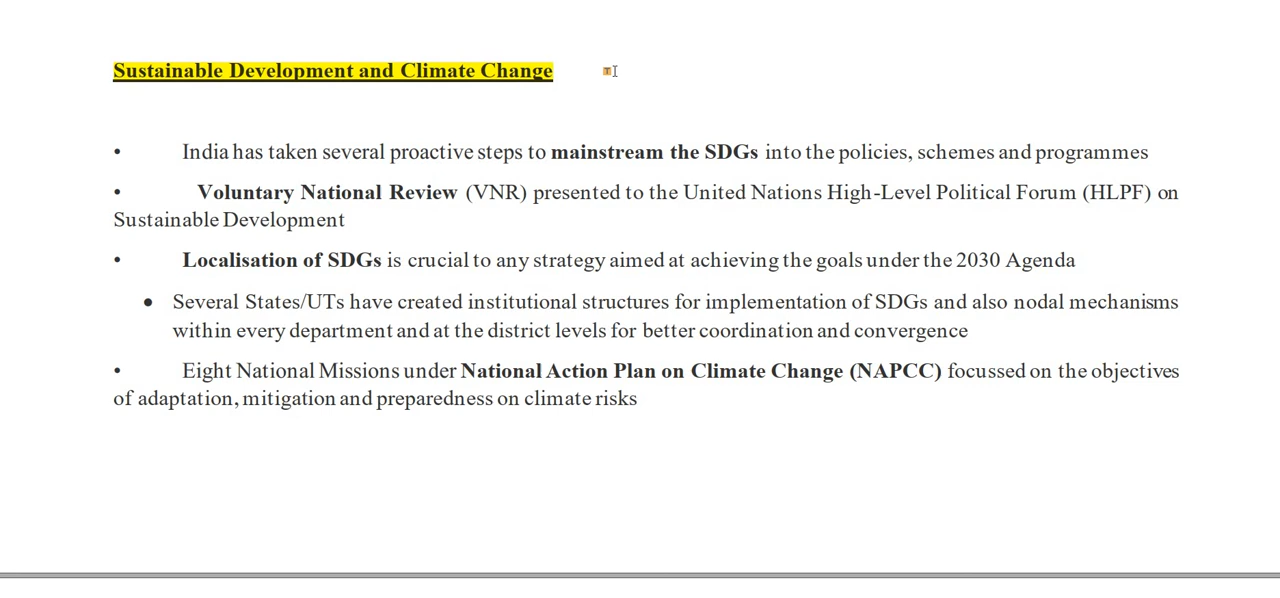 Sustainable Development and Climate Change
• India has taken several proactive steps to mainstream the SDGs into the policies, schemes and programmes
• Voluntary National Review (VNR) presented to the United Nations High-Level Political Forum (HLPF) on
Sustainable Development
• Localisation of SDGs is crucial to any strategy aimed at achieving the goals under the 2030 Agenda
● Several States/UTs have created institutional structures for implementation of SDGs and also nodal mechanisms
within every department and at the district levels for better coordination and convergence
• Eight National Missions under National Action Plan on Climate Change (NAPCC) focussed on the objectives
of adaptation, mitigation and preparedness on climate risks